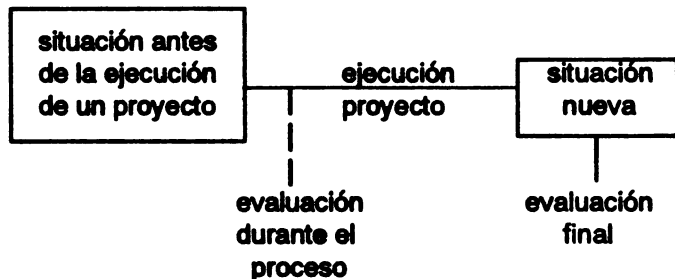 situación antes
de la ejecución
de un proyecto
ejecución
proyecto
situación
nueva
evaluación
durante el
proceso
evaluación
final